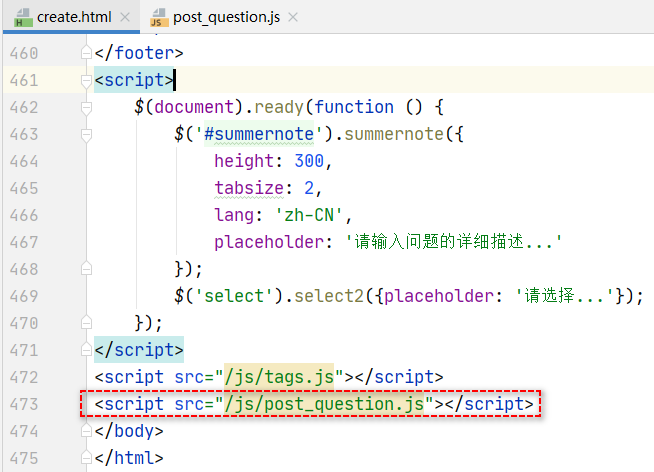 create.html post_question.js
460 </footer>
461 <script>
462 $(document).ready(function () {
463 $('#summernote').summernote({
464 height: 300,
465 tabsize: 2,
466 lang: 'zh-CN',
467 placeholder: '请输入问题的详细描述...'
468 });
469 $('select').select2({placeholder: '请选择...'});
470 });
471 </script>
472 <script src="/js/tags.js"></script>
473 <script src="/js/post_question.js"></script>
474 </body>
475 </html>